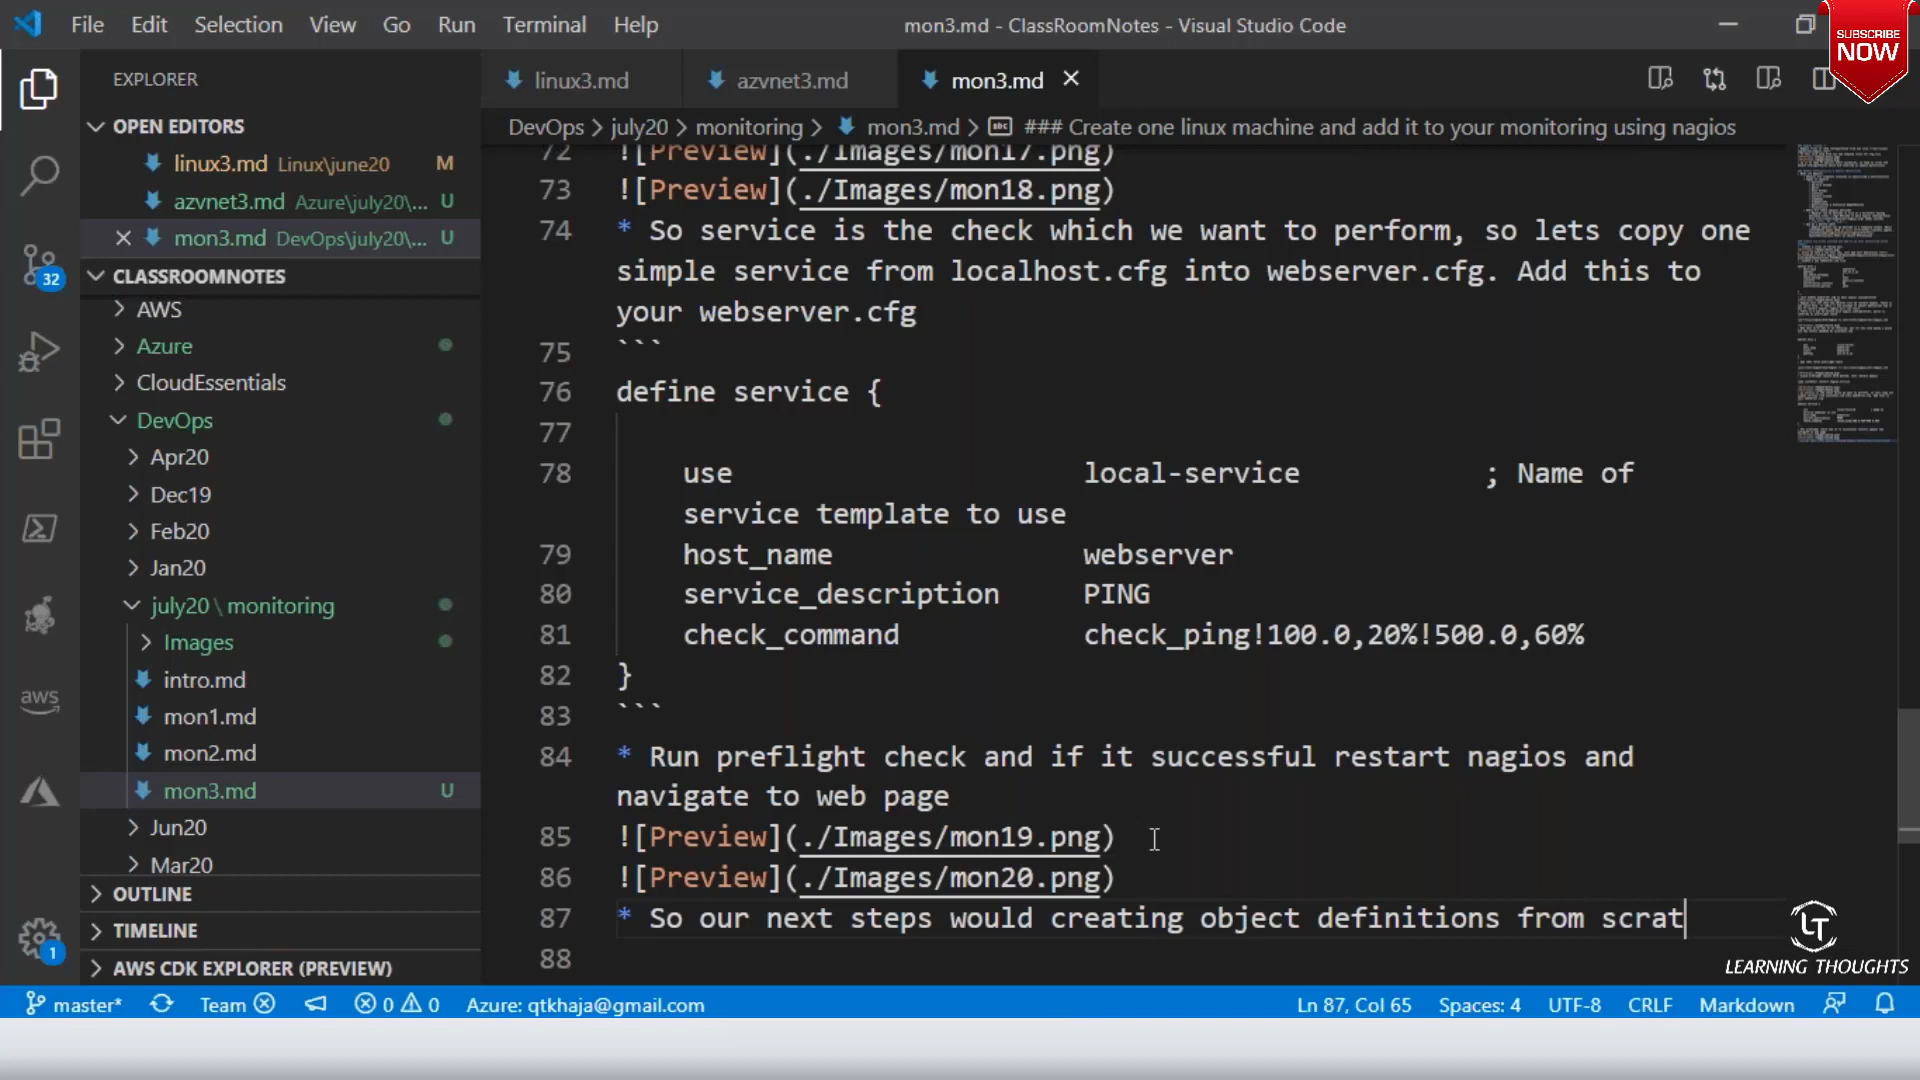 File Edit Selection View Go Run Terminal Help
mon3.md - ClassRoomNotes - Visual Studio Code
SUBSCRIBE
NOW
EXPLORER
linux3.md
azvnet3.md
mon3.md
OPEN EDITORS
linux3.md Linux\june20 M
azvnet3.md Azure\july20\... U
mon3.md DevOps\july20\... U
CLASSROOMNOTES
AWS
Azure
CloudEssentials
DevOps
Apr20
Dec19
Feb20
Jan20
july20 \ monitoring
Images
intro.md
mon1.md
mon2.md
mon3.md U
Jun20
Mar20
OUTLINE
TIMELINE
AWS CDK EXPLORER (PREVIEW)
32
aws
1
DevOps > july20 > monitoring > mon3.md > abc ### Create one linux machine and add it to your monitoring using nagios
72 ![Preview](./Images/mon17.png)
73 ![Preview](./Images/mon18.png)
74 * So service is the check which we want to perform, so lets copy one
simple service from localhost.cfg into webserver.cfg. Add this to
your webserver.cfg
75 ```
76 define service {
77
78 use local-service ; Name of
service template to use
79 host_name webserver
80 service_description PING
81 check_command check_ping!100.0,20%!500.0,60%
82 }
83 ```
84 * Run preflight check and if it successful restart nagios and
navigate to web page
85 ![Preview](./Images/mon19.png)
86 ![Preview](./Images/mon20.png)
87 * So our next steps would creating object definitions from scrat
88
LT
LEARNING THOUGHTS
master* Team 0 0 Azure: qtkhaja@gmail.com
Ln 87, Col 65 Spaces: 4 UTF-8 CRLF Markdown